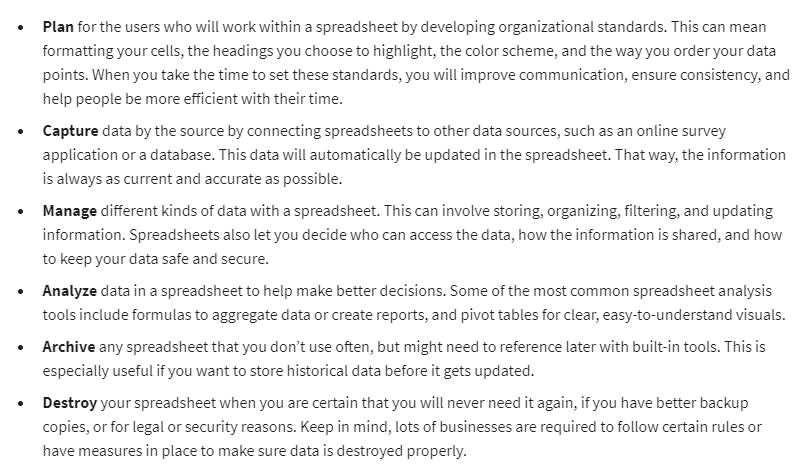 • Plan for the users who will work within a spreadsheet by developing organizational standards. This can mean
formatting your cells, the headings you choose to highlight, the color scheme, and the way you order your data
points. When you take the time to set these standards, you will improve communication, ensure consistency, and
help people be more efficient with their time.
• Capture data by the source by connecting spreadsheets to other data sources, such as an online survey
application or a database. This data will automatically be updated in the spreadsheet. That way, the information
is always as current and accurate as possible.
• Manage different kinds of data with a spreadsheet. This can involve storing, organizing, filtering, and updating
information. Spreadsheets also let you decide who can access the data, how the information is shared, and how
to keep your data safe and secure.
• Analyze data in a spreadsheet to help make better decisions. Some of the most common spreadsheet analysis
tools include formulas to aggregate data or create reports, and pivot tables for clear, easy-to-understand visuals.
• Archive any spreadsheet that you don’t use often, but might need to reference later with built-in tools. This is
especially useful if you want to store historical data before it gets updated.
• Destroy your spreadsheet when you are certain that you will never need it again, if you have better backup
copies, or for legal or security reasons. Keep in mind, lots of businesses are required to follow certain rules or
have measures in place to make sure data is destroyed properly.